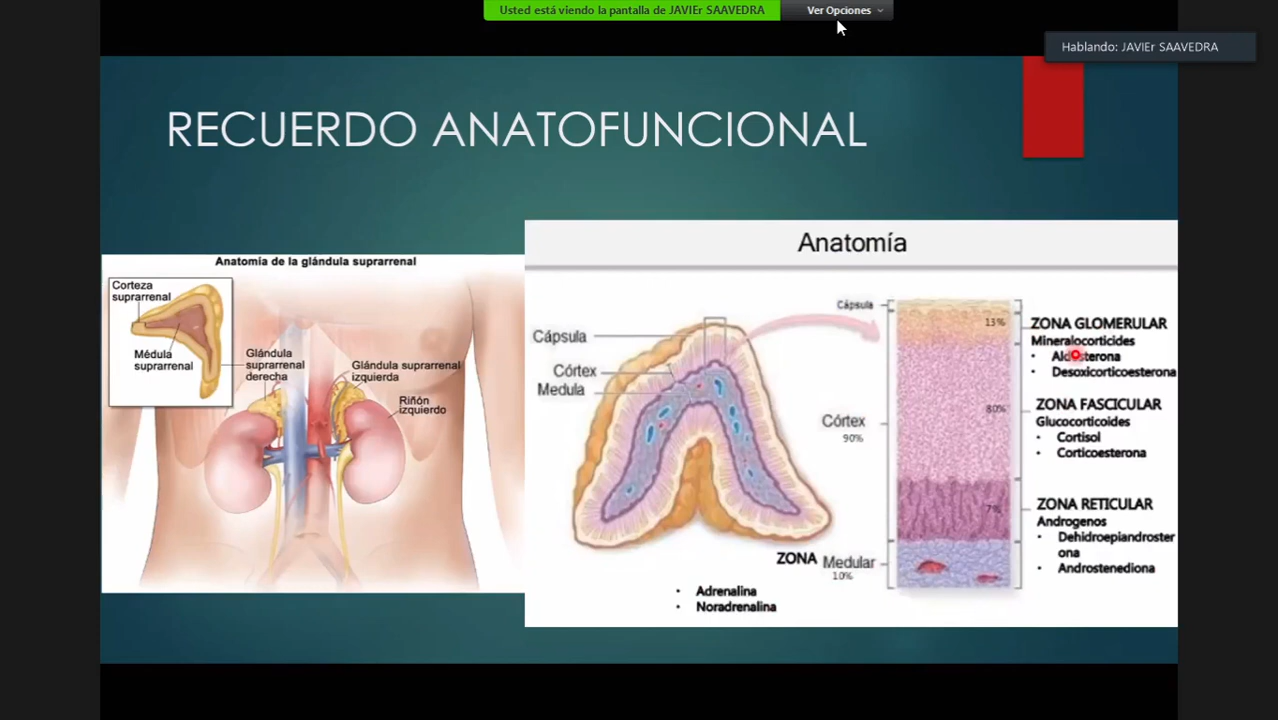 Usted está viendo la pantalla de JAVIEr SAAVEDRA
Ver Opciones
Hablando: JAVIEr SAAVEDRA
RECUERDO ANATOFUNCIONAL
Anatomía de la glándula suprarrenal
Corteza
suprarrenal
Médula
suprarrenal
Glándula
suprarrenal
derecha
Glándula suprarrenal
izquierda
Riñón
izquierdo
Anatomía
Cápsula
Córtex
Medula
Cápsula
Córtex
90%
ZONA Medular
10%
Adrenalina
Noradrenalina
13%
80%
7%
ZONA GLOMERULAR
Mineralocorticides
Aldosterona
Desoxicorticoesterona
ZONA FASCICULAR
Glucocorticoides
Cortisol
Corticoesterona
ZONA RETICULAR
Androgenos
Dehidroepiandroster
ona
Androstenediona